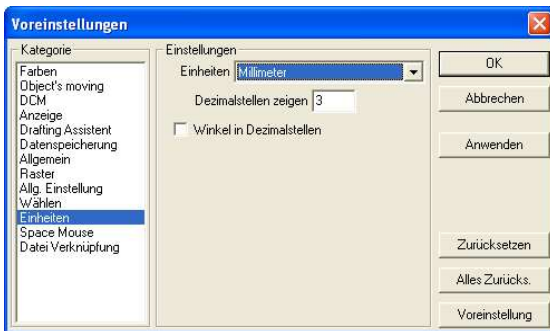 Voreinstellungen
Kategorie
Farben
Object's moving
DCM
Anzeige
Drafting Assistent
Datenspeicherung
Allgemein
Raster
Allg. Einstellung
Wählen
Einheiten
Space Mouse
Datei Verknüpfung
Einstellungen
Einheiten Millimeter
Dezimalstellen zeigen 3
Winkel in Dezimalstellen
OK
Abbrechen
Anwenden
Zurücksetzen
Alles Zurücks.
Voreinstellung